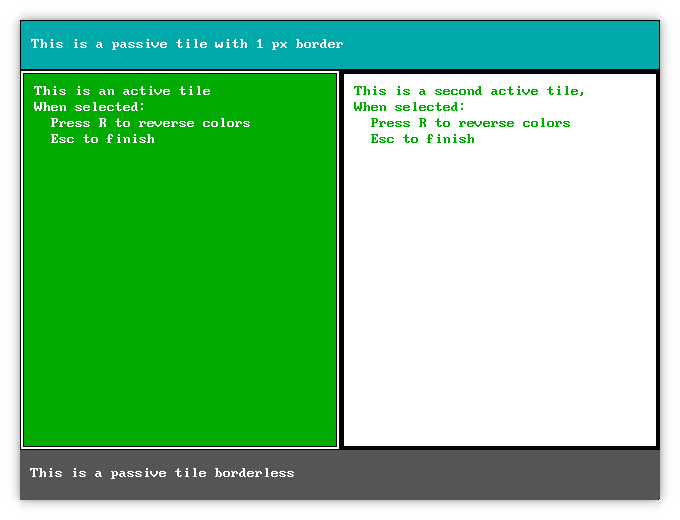 This is a passive tile with 1 px border
This is an active tile
When selected:
Press R to reverse colors
Esc to finish
This is a second active tile,
When selected:
Press R to reverse colors
Esc to finish
This is a passive tile borderless